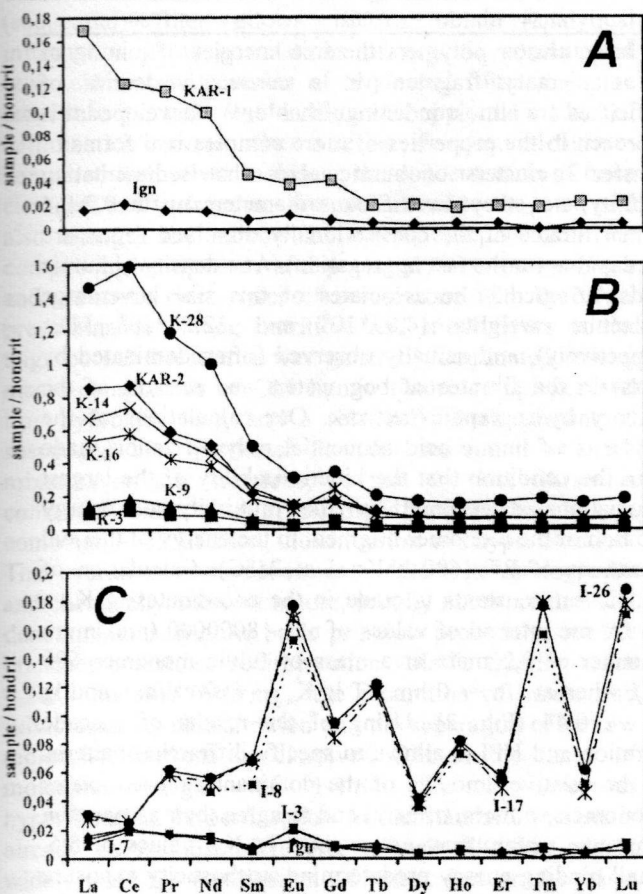 A
sample / hondrit
0,18
0,16
0,14
0,12
0,1
0,08
0,06
0,04
0,02
0
KAR-1
Ign
B
sample / hondrit
1,6
1,4
1,2
1
0,8
0,6
0,4
0,2
0
K-28
KAR-2
K-14
K-16
K-9
K-3
C
sample / hondrit
0,2
0,18
0,16
0,14
0,12
0,1
0,08
0,06
0,04
0,02
0
I-26
I-8
I-3
I-17
I-7
Ign
La Ce Pr Nd Sm Eu Gd Tb Dy Ho Er Tm Yb Lu